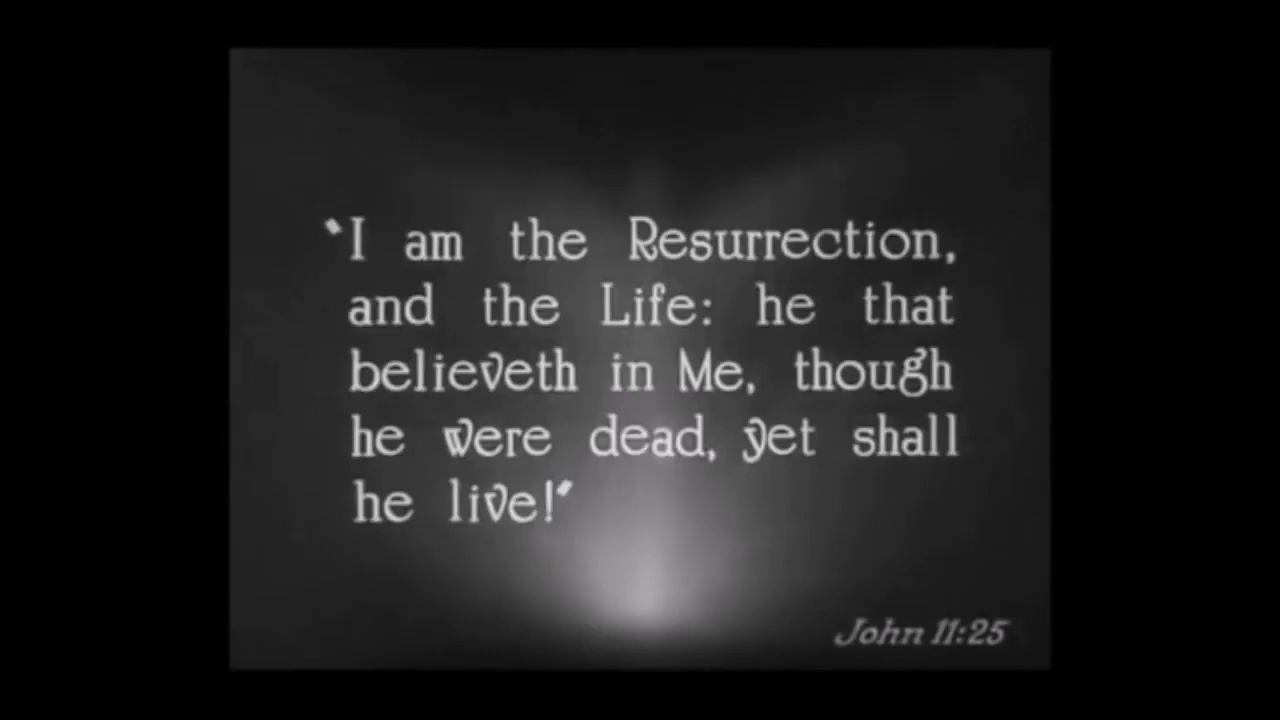 "I am the Resurrection,
and the Life: he that
believeth in Me, though
he were dead, yet shall
he live!"
John 11:25